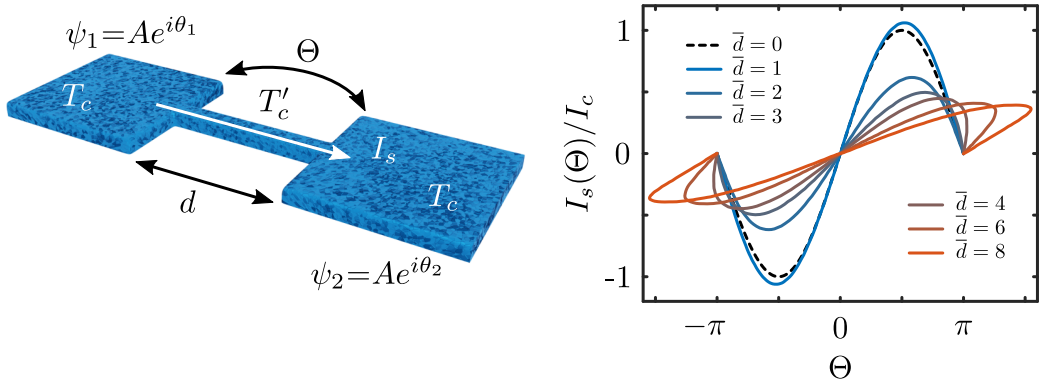 ψ₁=Ae^{iθ₁}
Θ
T_c
T′_c
I_s
T_c
d
ψ₂=Ae^{iθ₂}
I_s(Θ)/I_c
1
0
-1
d̅ = 0
d̅ = 1
d̅ = 2
d̅ = 3
d̅ = 4
d̅ = 6
d̅ = 8
−π
0
π
Θ